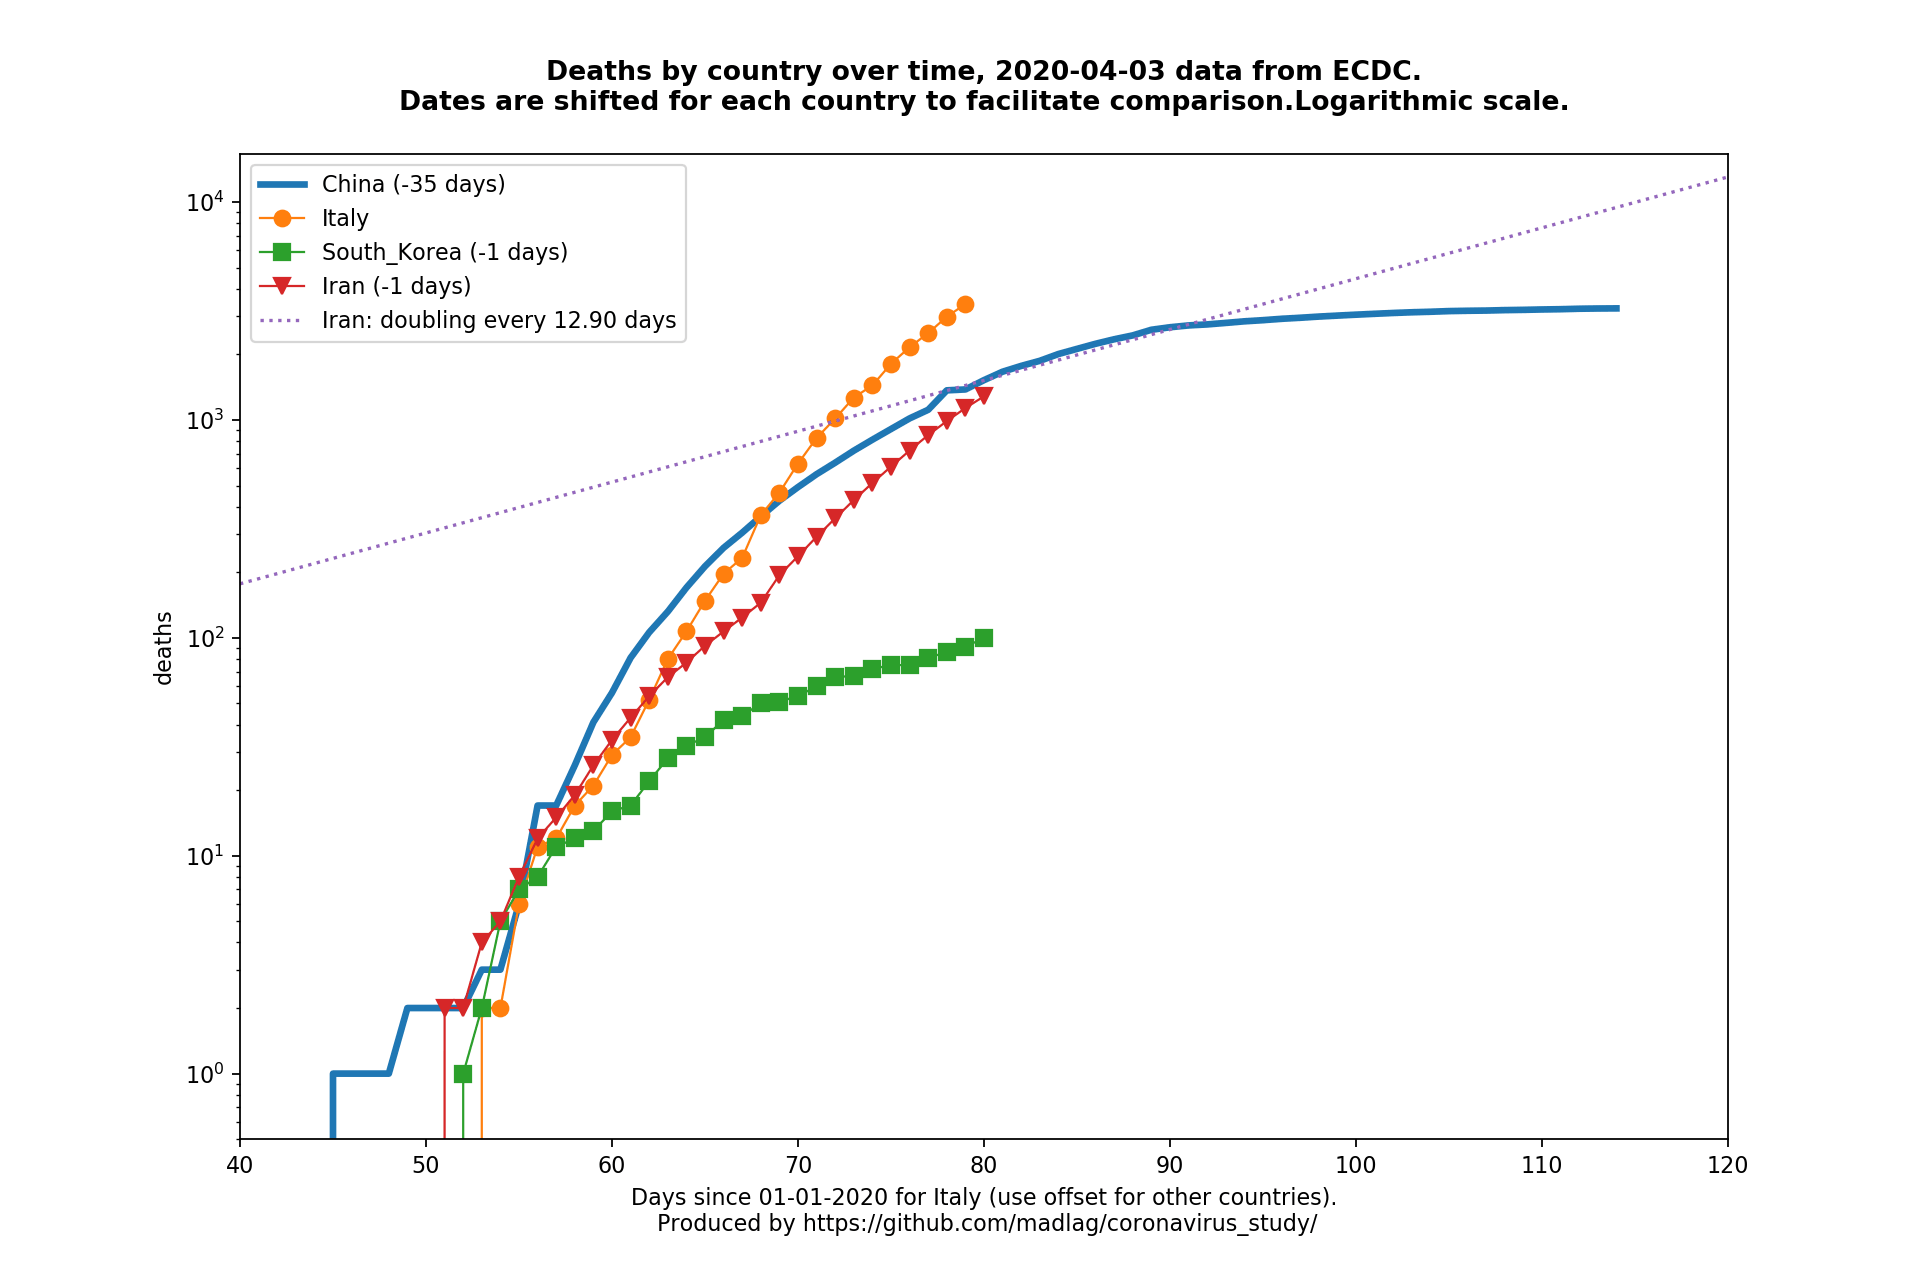 Deaths by country over time, 2020-04-03 data from ECDC.
Dates are shifted for each country to facilitate comparison.Logarithmic scale.
China (-35 days)
Italy
South_Korea (-1 days)
Iran (-1 days)
Iran: doubling every 12.90 days
10⁴
10³
10²
10¹
10⁰
deaths
40 50 60 70 80 90 100 110 120
Days since 01-01-2020 for Italy (use offset for other countries).
Produced by https://github.com/madlag/coronavirus_study/